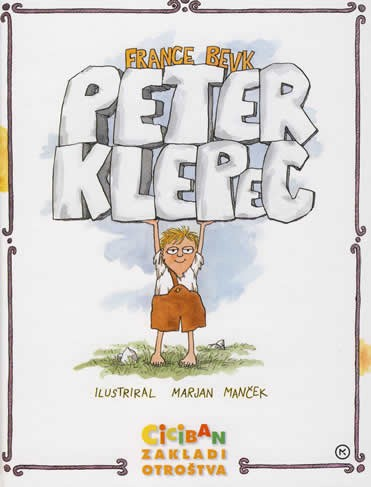 FRANCE BEVK
PETER
KLEPEC
ILUSTRIRAL MARJAN MANČEK
CICIBAN
ZAKLADI
OTROŠTVA
M